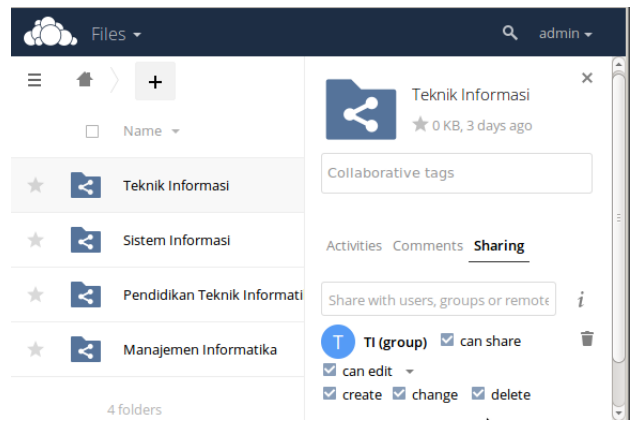 Files
admin
+
Name
Teknik Informasi
Sistem Informasi
Pendidikan Teknik Informati
Manajemen Informatika
4 folders
Teknik Informasi
0 KB, 3 days ago
Collaborative tags
Activities Comments Sharing
Share with users, groups or remote
i
T TI (group) can share
can edit
create change delete